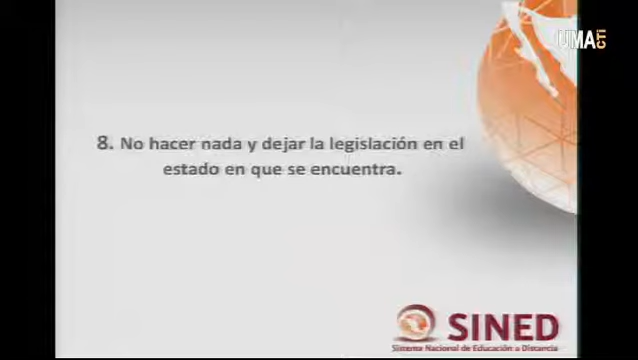 UMA CTI
8. No hacer nada y dejar la legislación en el
estado en que se encuentra.
SINED
Sistema Nacional de Educación a Distancia